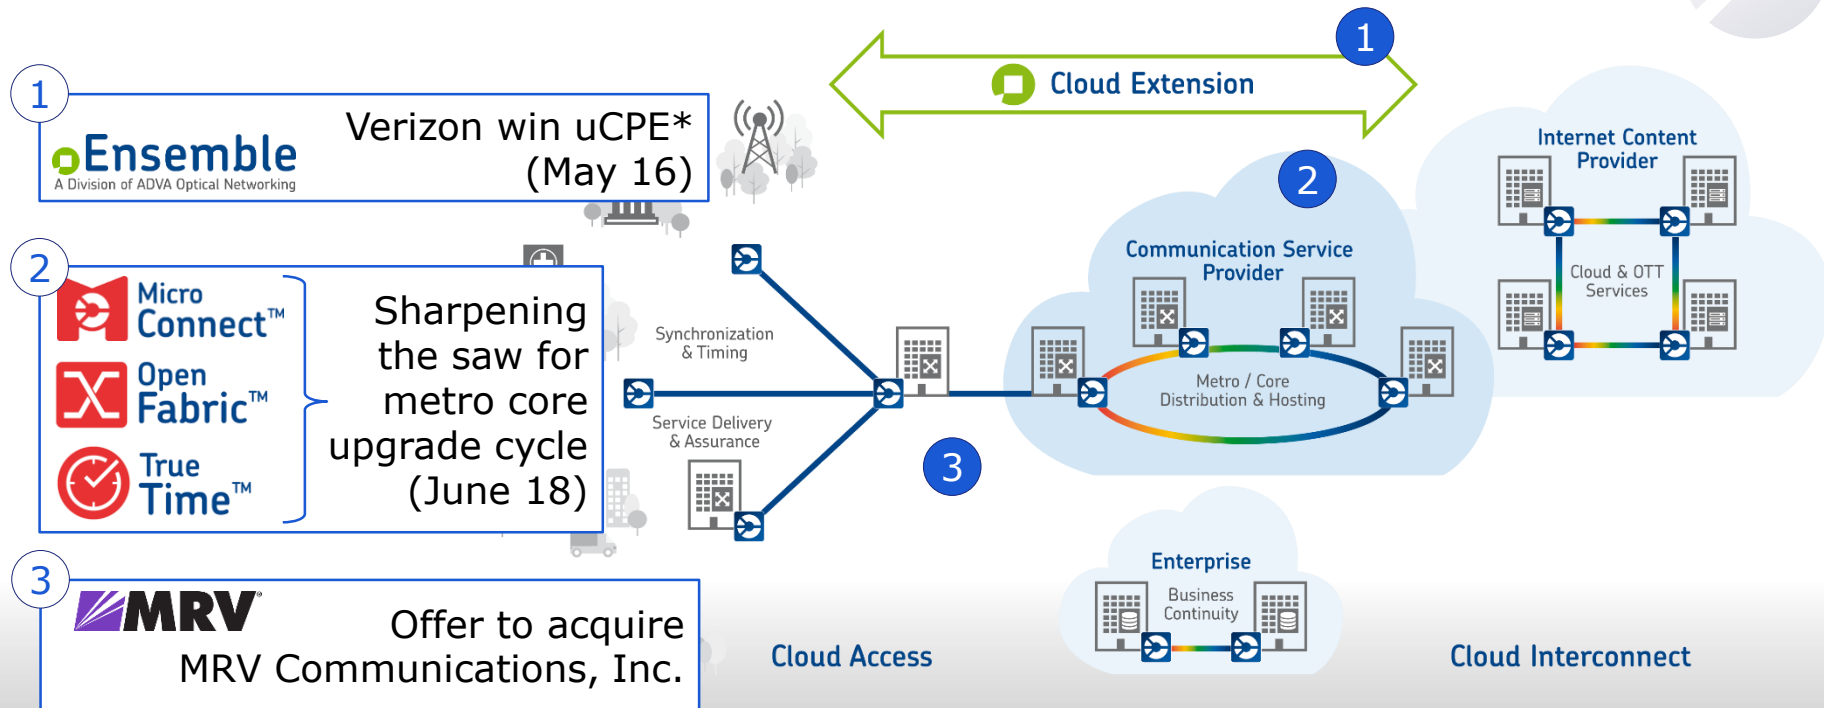 1
Ensemble
A Division of ADVA Optical Networking
Verizon win uCPE*
(May 16)
2
Micro
Connect™
Open
Fabric™
True
Time™
Sharpening
the saw for
metro core
upgrade cycle
(June 18)
3
MRV®
Offer to acquire
MRV Communications, Inc.
1
Cloud Extension
2
3
Synchronization
& Timing
Service Delivery
& Assurance
Communication Service
Provider
Metro / Core
Distribution & Hosting
Internet Content
Provider
Cloud & OTT
Services
Enterprise
Business
Continuity
Cloud Access
Cloud Interconnect